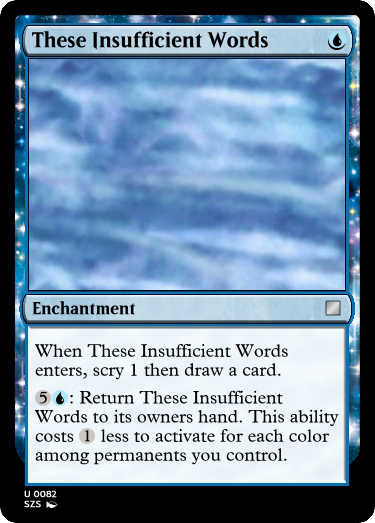 These Insufficient Words
Enchantment
When These Insufficient Words
enters, scry 1 then draw a card.
5 : Return These Insufficient
Words to its owners hand. This ability
costs 1 less to activate for each color
among permanents you control.
U 0082
SZS